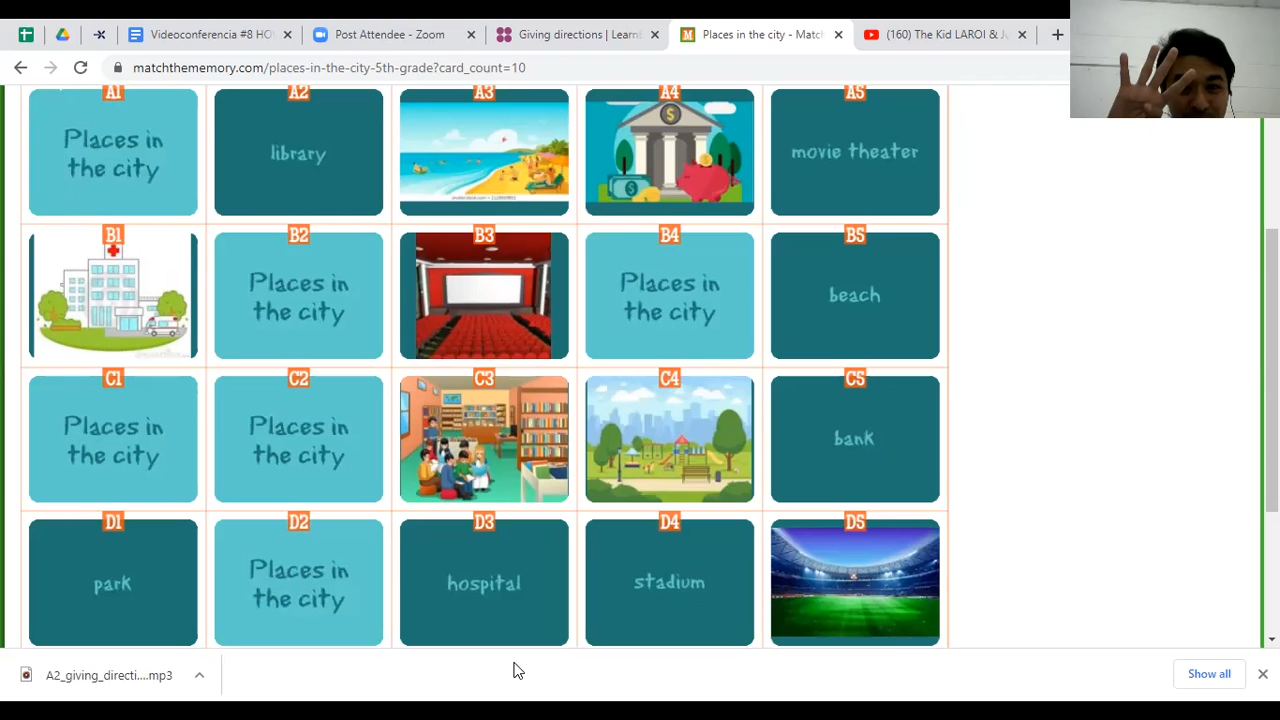 Videoconferencia #8 HO
Post Attendee - Zoom
Giving directions | Learn
Places in the city - Matc
(160) The Kid LAROI & J
matchthememory.com/places-in-the-city-5th-grade?card_count=10
A1
A2
A3
A4
A5
Places in
the city
library
$
$
movie theater
B1
B2
B3
B4
B5
Places in
the city
Places in
the city
beach
C1
C2
C3
C4
C5
Places in
the city
Places in
the city
bank
D1
D2
D3
D4
D5
park
Places in
the city
hospital
stadium
A2_giving_directi....mp3
Show all